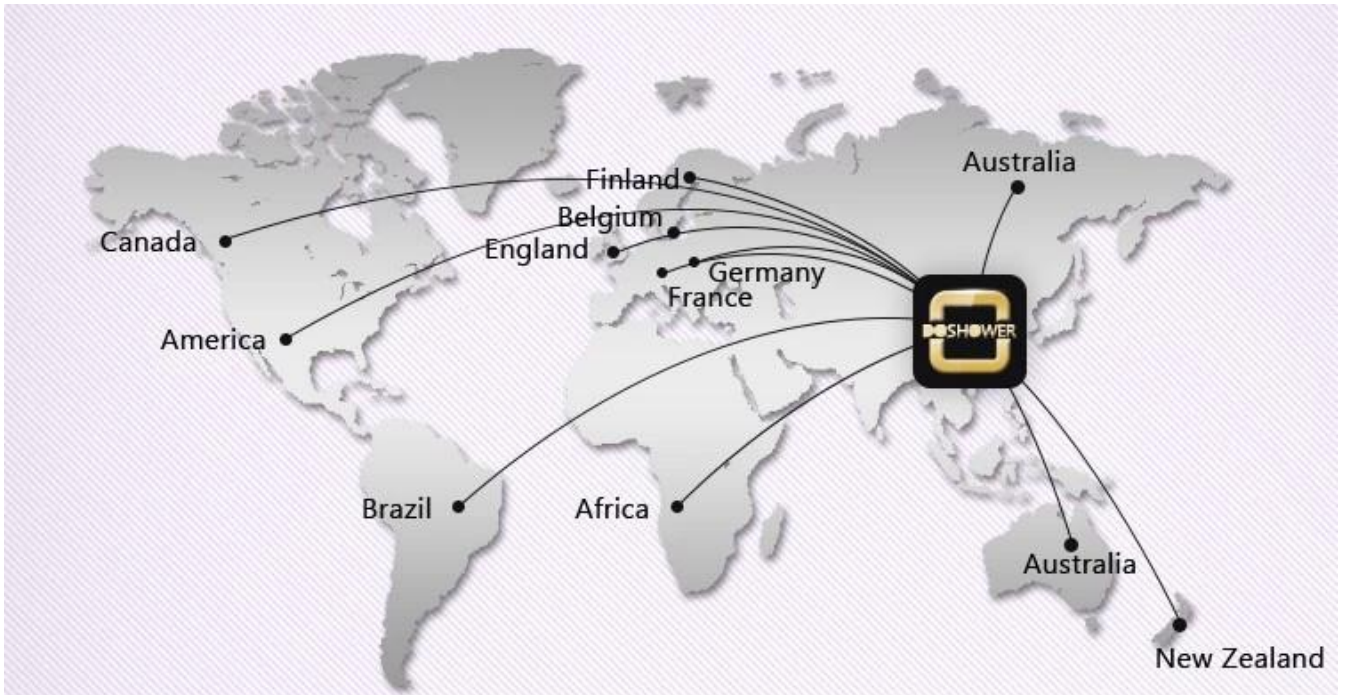 Australia
Finland
Belgium
Canada
England
Germany
France
DOSHOWER
America
Brazil
Africa
Australia
New Zealand